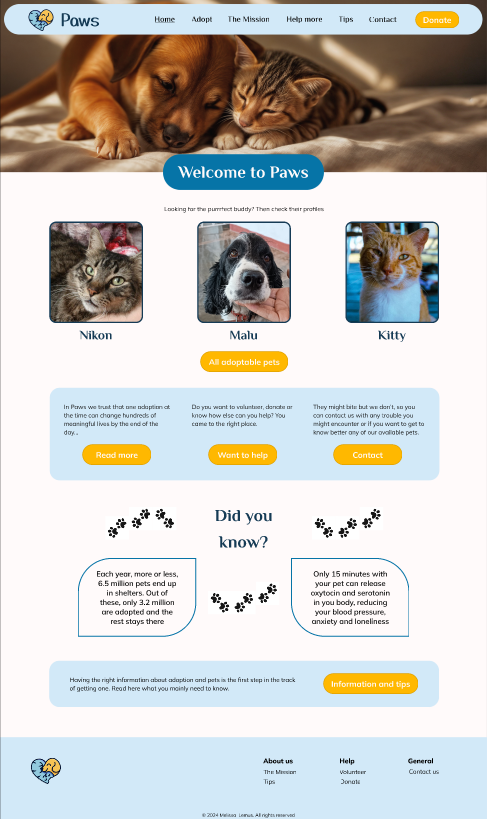 Paws
Home Adopt The Mission Help more Tips Contact Donate
Welcome to Paws
Looking for the purrrfect buddy? Then check their profiles
Nikon Malu Kitty
All adoptable pets
In Paws we trust that one adoption at
the time can change hundreds of
meaningful lives by the end of the
day...
Read more
Do you want to volunteer, donate or
know how else can you help? You
came to the right place.
Want to help
They might bite but we don't, so you
can contact us with any trouble you
might encounter or if you want to get to
know better any of our available pets.
Contact
Did you
know?
Each year, more or less,
6.5 million pets end up
in shelters. Out of
these, only 3.2 million
are adopted and the
rest stays there
Only 15 minutes with
your pet can release
oxytocin and serotonin
in you body, reducing
your blood pressure,
anxiety and loneliness
Having the right information about adoption and pets is the first step in the track
of getting one. Read here what you mainly need to know.
Information and tips
About us
The Mission
Tips
Help
Volunteer
Donate
General
Contact us
© 2024 Melissa Lemus. All rights reserved